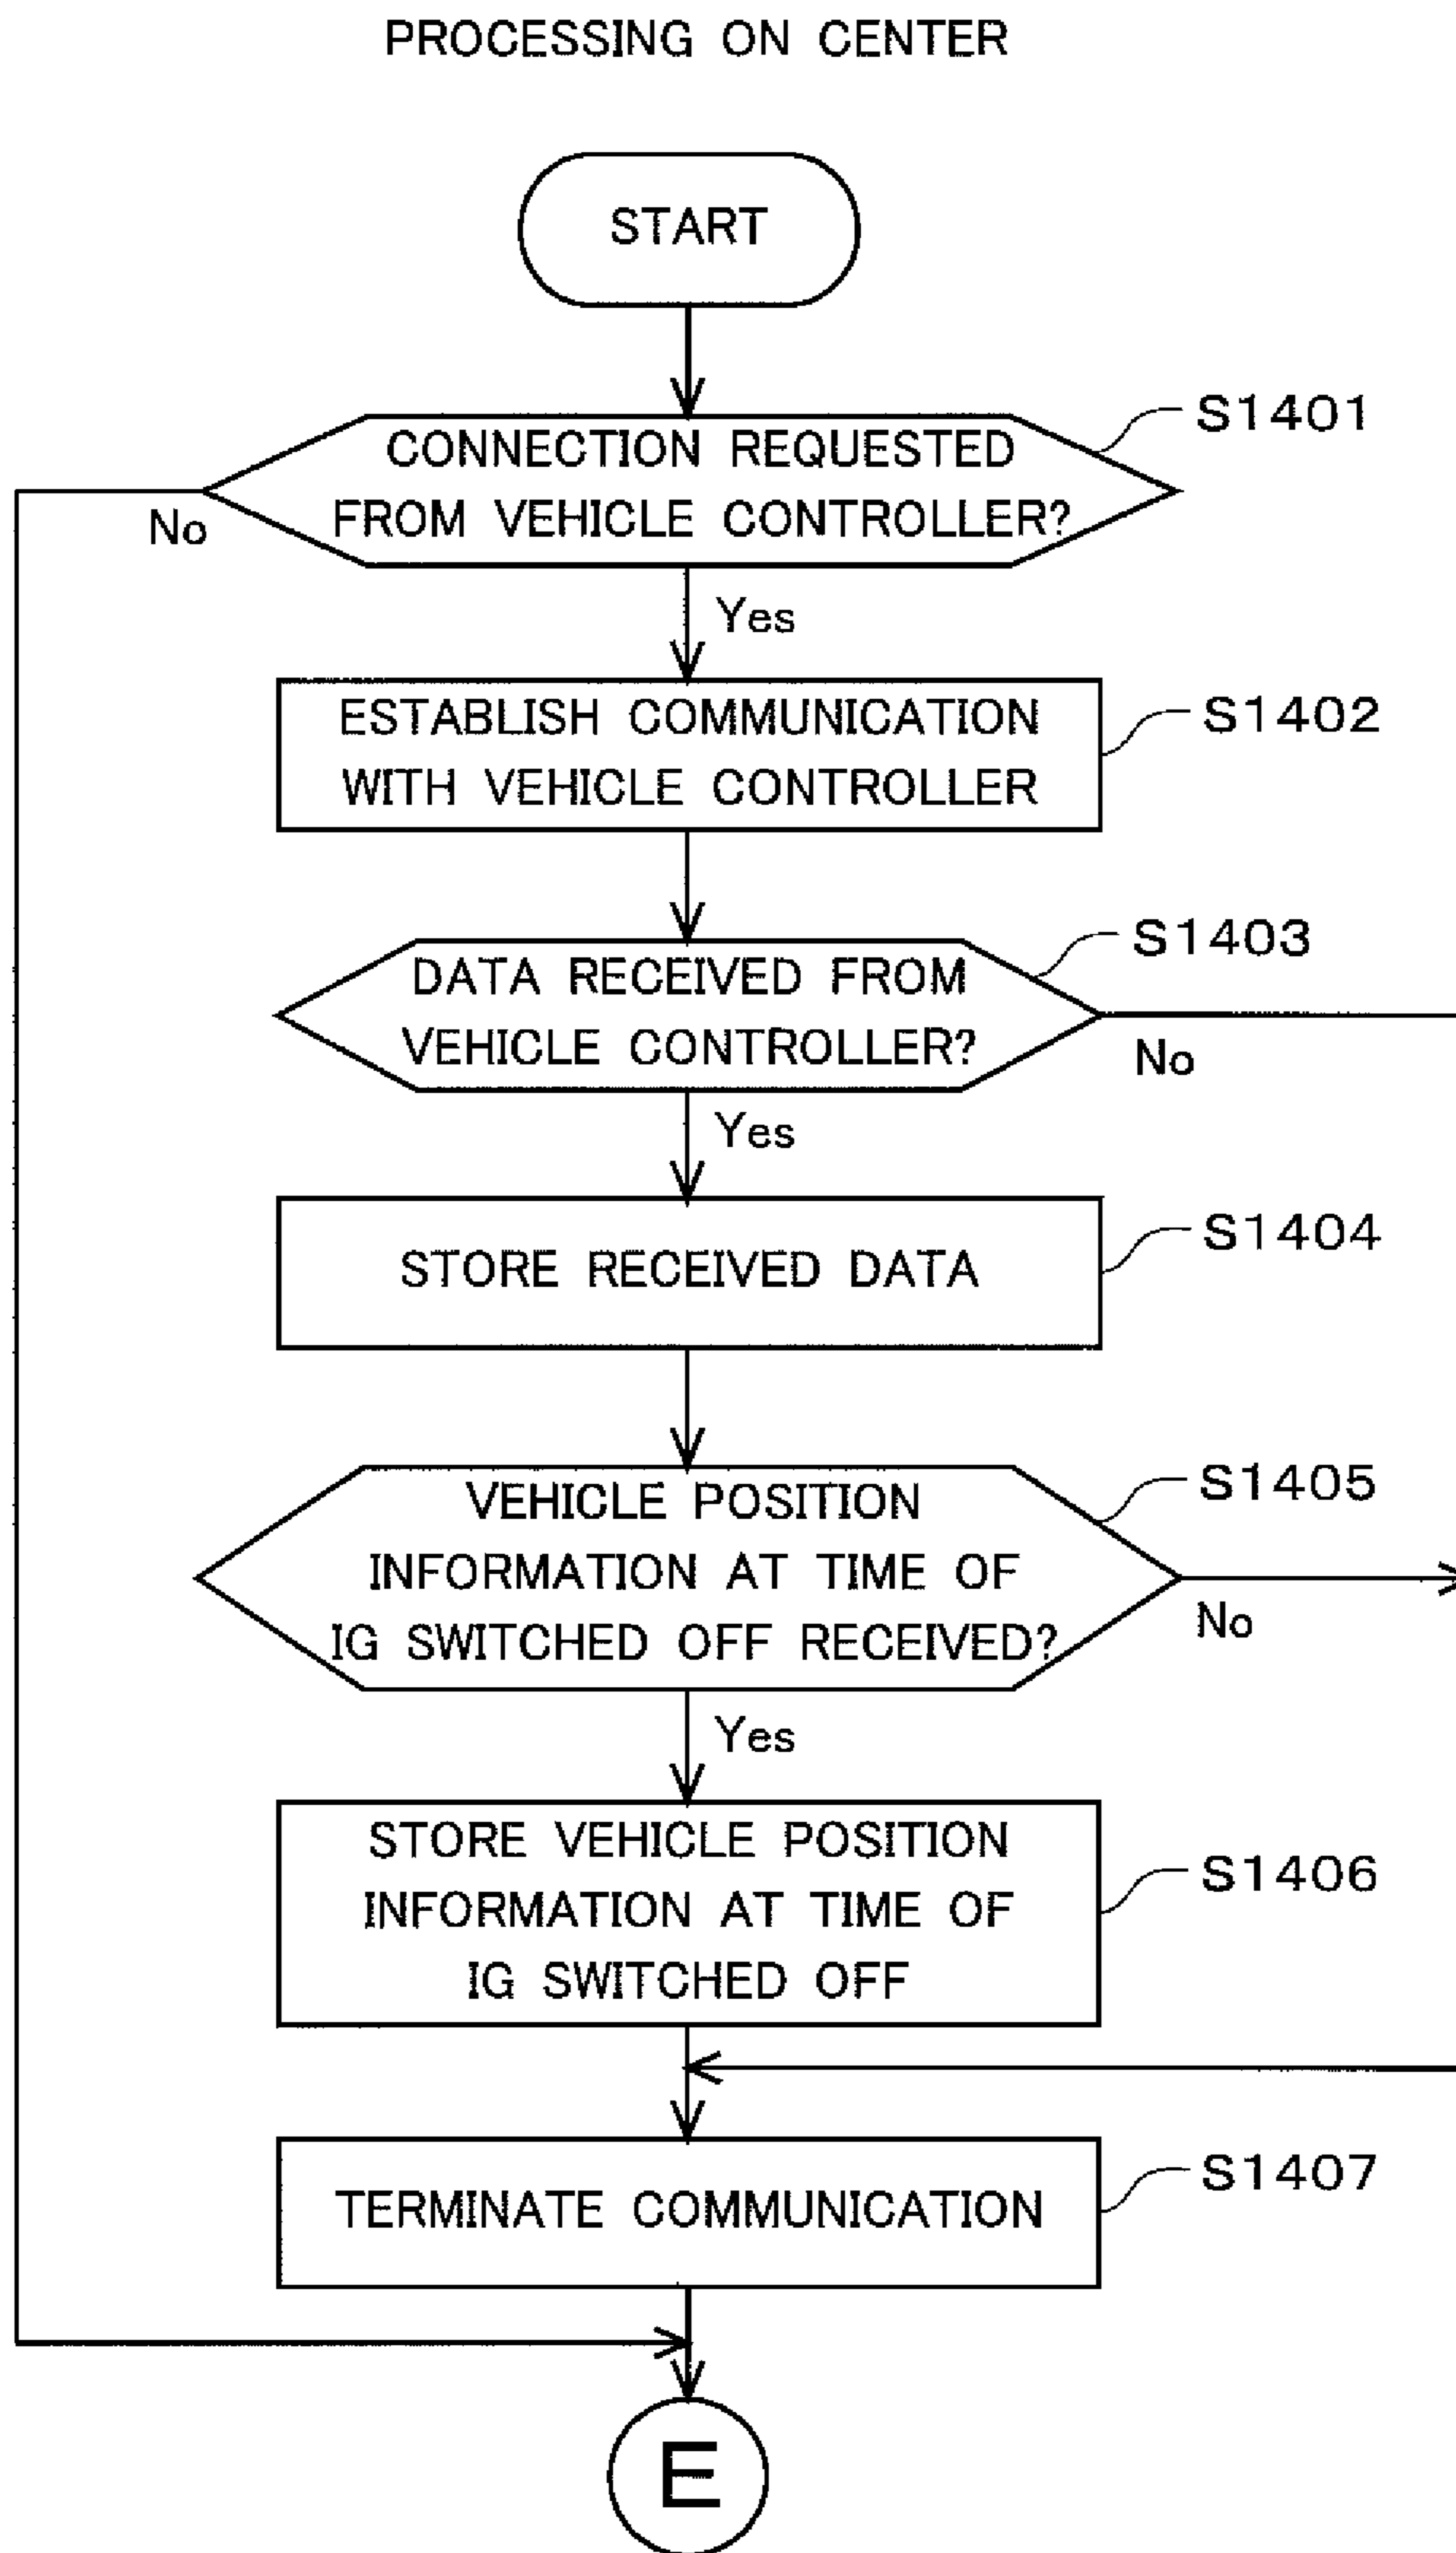 PROCESSING ON CENTER
START
CONNECTION REQUESTED
FROM VEHICLE CONTROLLER?
S1401
No
Yes
ESTABLISH COMMUNICATION
WITH VEHICLE CONTROLLER
S1402
DATA RECEIVED FROM
VEHICLE CONTROLLER?
S1403
No
Yes
STORE RECEIVED DATA
S1404
VEHICLE POSITION
INFORMATION AT TIME OF
IG SWITCHED OFF RECEIVED?
S1405
No
Yes
STORE VEHICLE POSITION
INFORMATION AT TIME OF
IG SWITCHED OFF
S1406
TERMINATE COMMUNICATION
S1407
E